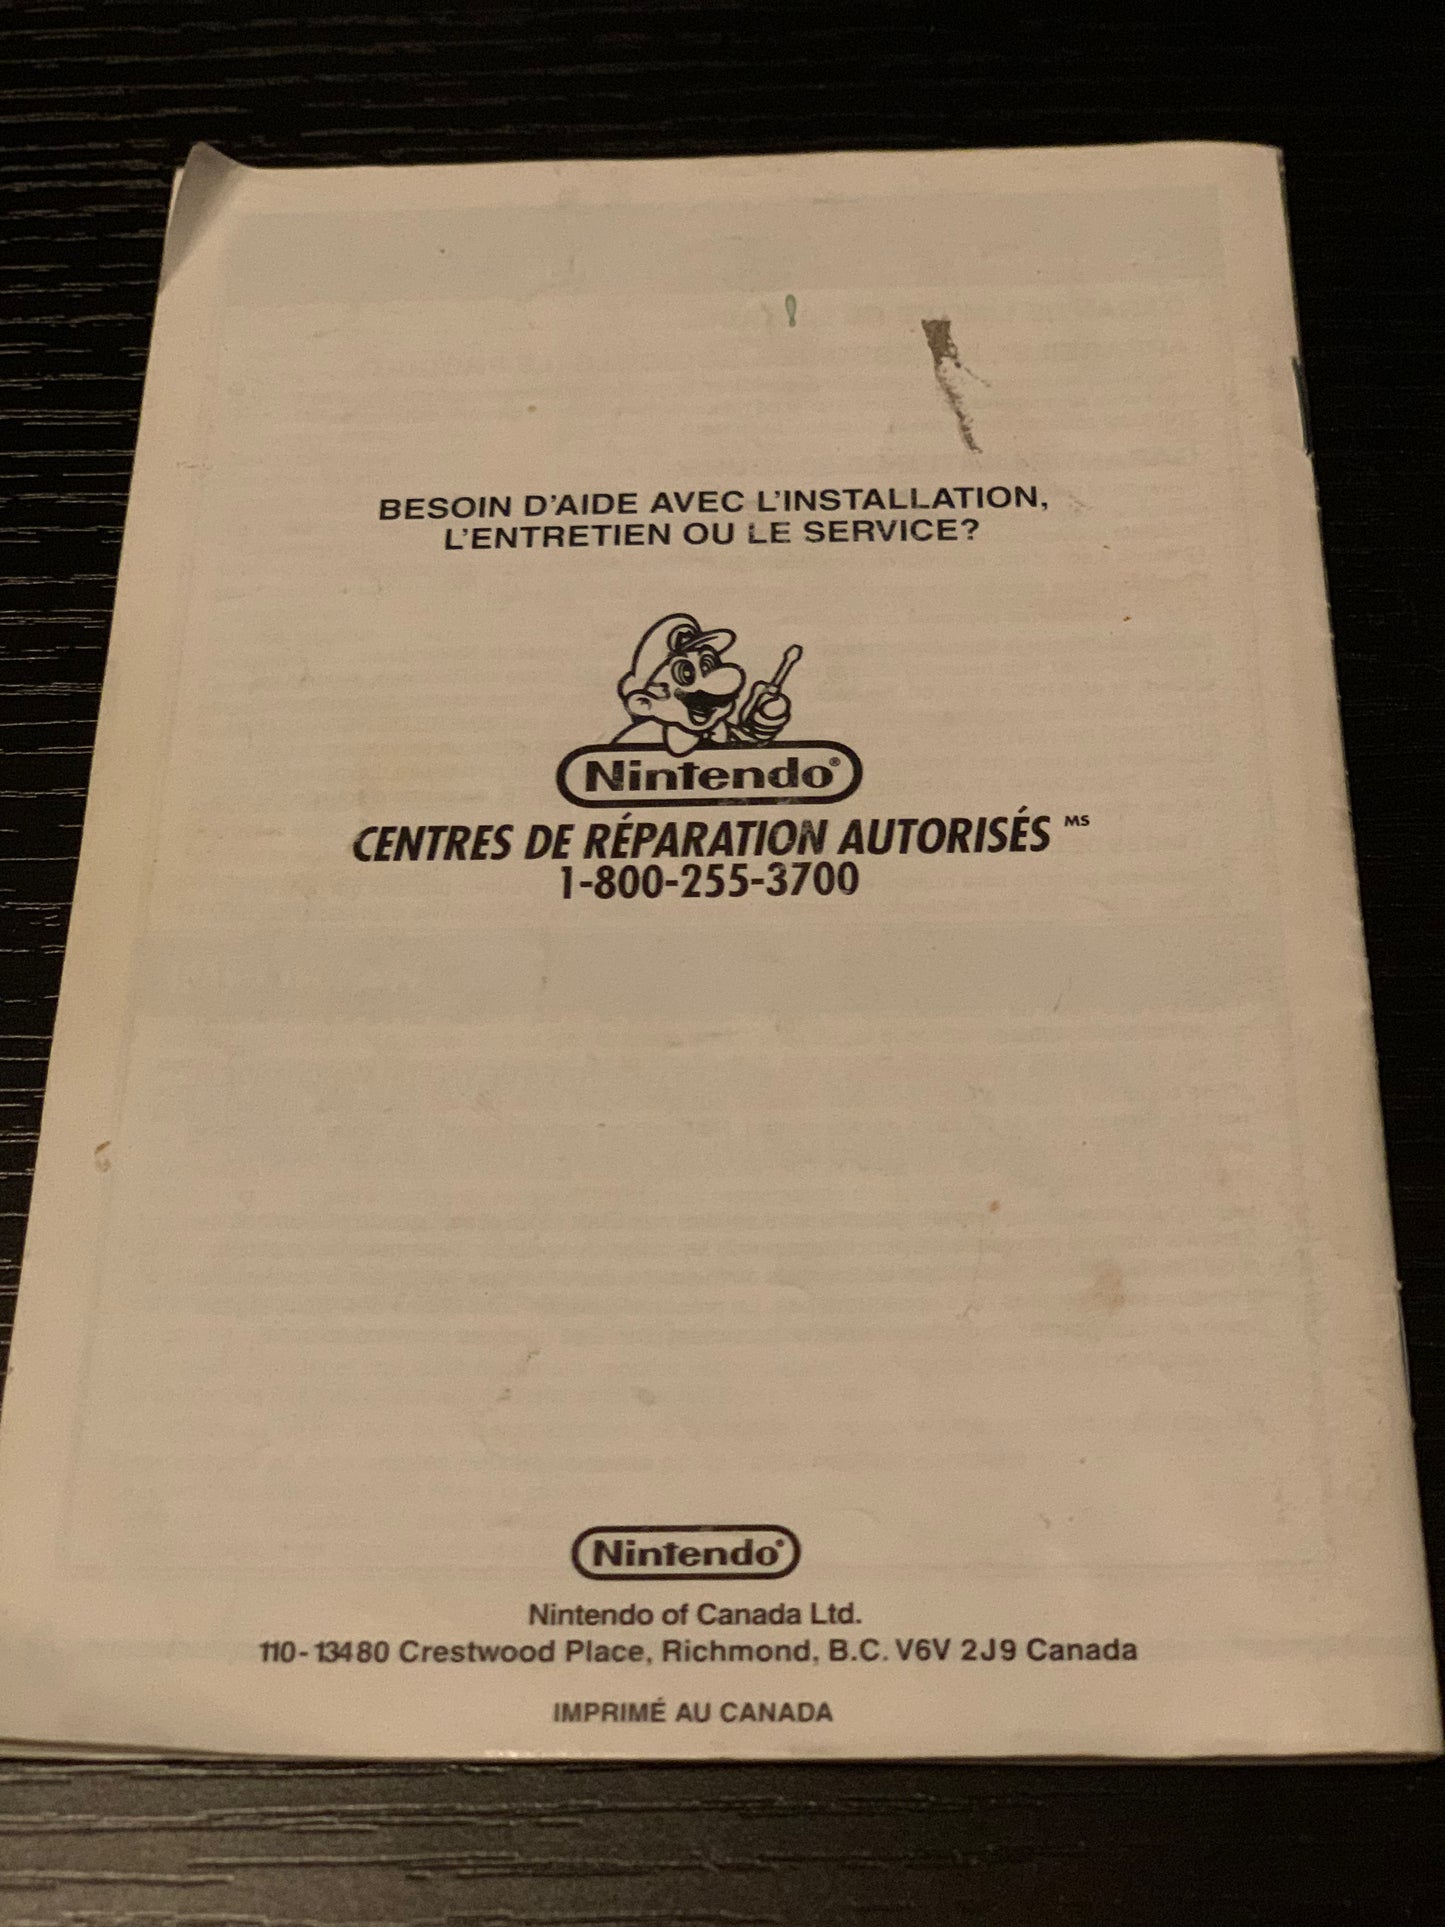 BESOIN D'AIDE AVEC L'INSTALLATION,
L'ENTRETIEN OU LE SERVICE?
M
Nintendo®
CENTRES DE RÉPARATION AUTORISÉS MS
1-800-255-3700
Nintendo®
Nintendo of Canada Ltd.
110-13480 Crestwood Place, Richmond, B.C. V6V 2J9 Canada
IMPRIMÉ AU CANADA